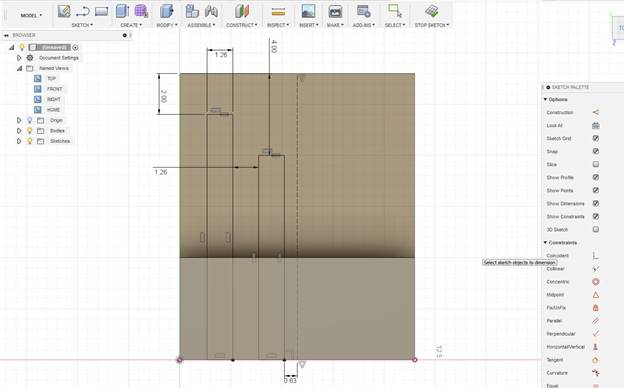 MODEL ▾
SKETCH ▾
CREATE ▾
MODIFY ▾
ASSEMBLE ▾
CONSTRUCT ▾
INSPECT ▾
INSERT ▾
MAKE ▾
ADD-INS ▾
SELECT ▾
STOP SKETCH ▾
TO
Z
BROWSER
(Unsaved)
Document Settings
Named Views
TOP
FRONT
RIGHT
HOME
Origin
Bodies
Sketches
1.26
4.00
2.00
1.26
0.63
12.5
Select sketch objects to dimension
SKETCH PALETTE
Options
Construction
Look At
Sketch Grid
Snap
Slice
Show Profile
Show Points
Show Dimensions
Show Constraints
3D Sketch
Constraints
Coincident
Collinear
Concentric
Midpoint
Fix/UnFix
Parallel
Perpendicular
Horizontal/Vertical
Tangent
Curvature
Equal